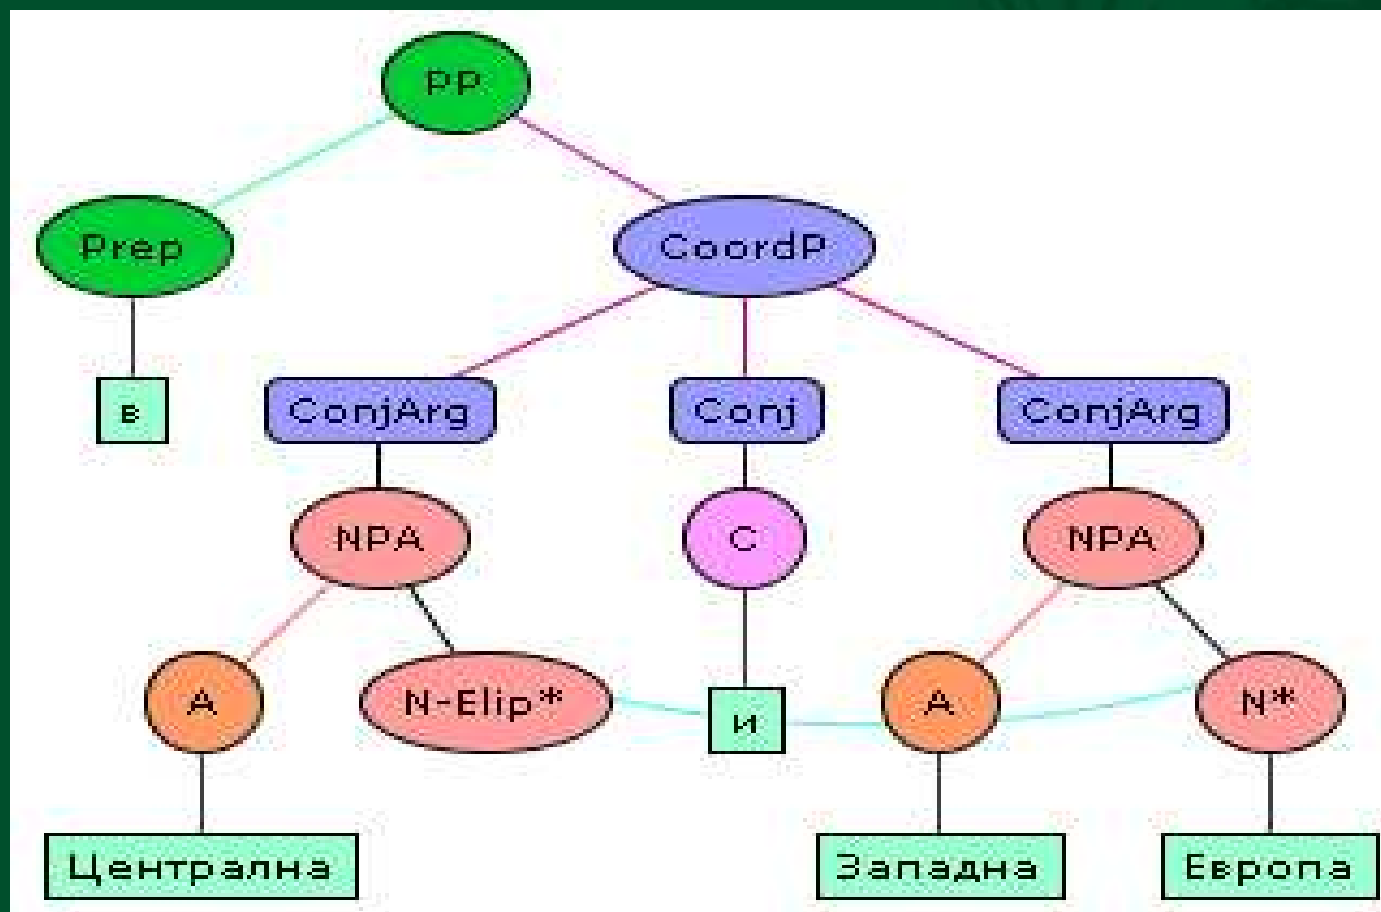 PP
Prep CoordP
в ConjArg Conj ConjArg
NPA C NPA
A N-Elip* и A N*
Централна Западна Европа